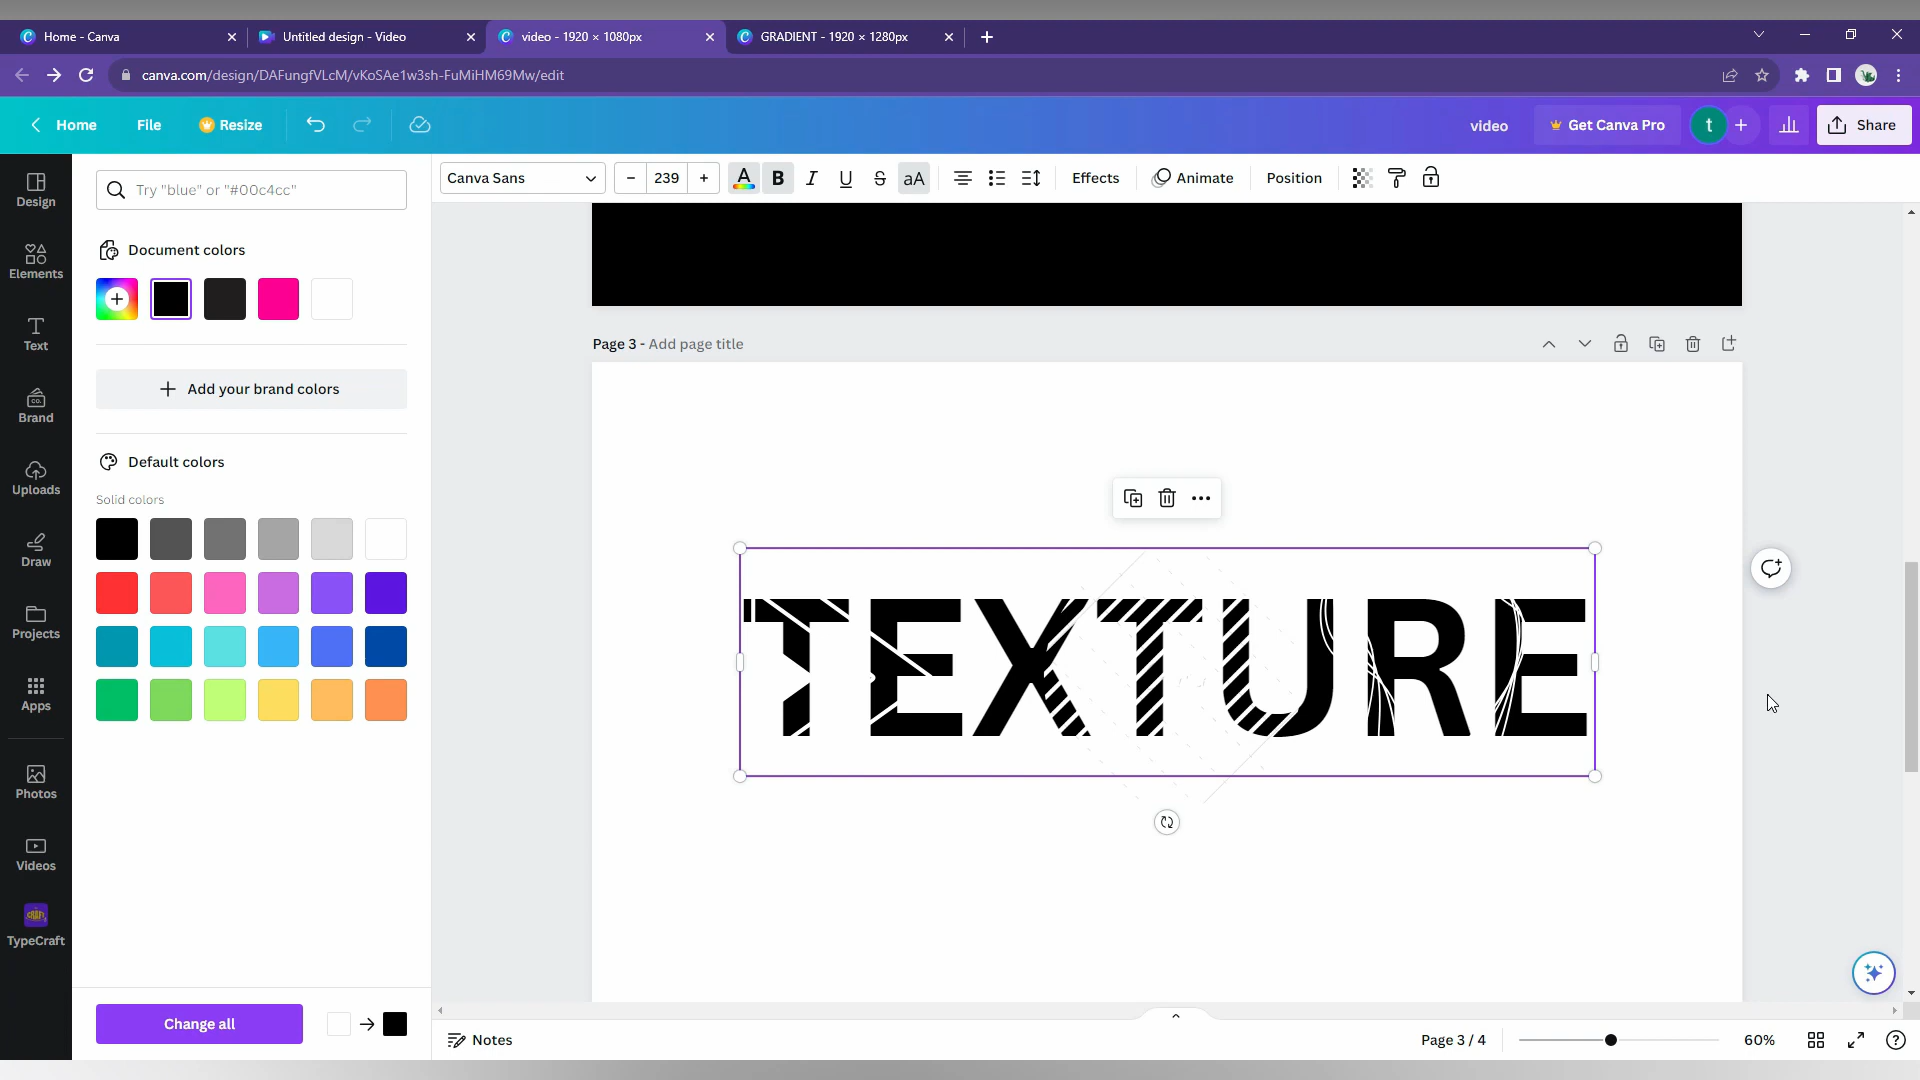 Home - Canva
Untitled design - Video
video - 1920 × 1080px
GRADIENT - 1920 × 1280px
canva.com/design/DAFungfVLcM/vKoSAe1w3sh-FuMiHM69Mw/edit
Home
File
Resize
video
Get Canva Pro
t
Share
Design
Elements
Text
Brand
CO.
Uploads
Draw
Projects
Apps
Photos
Videos
CRAFT
TypeCraft
Try "blue" or "#00c4cc"
Document colors
Add your brand colors
Default colors
Solid colors
Change all
Canva Sans
239
A
B
I
U
S
aA
Effects
Animate
Position
Page 3 - Add page title
TEXTURE
Notes
Page 3 / 4
60%